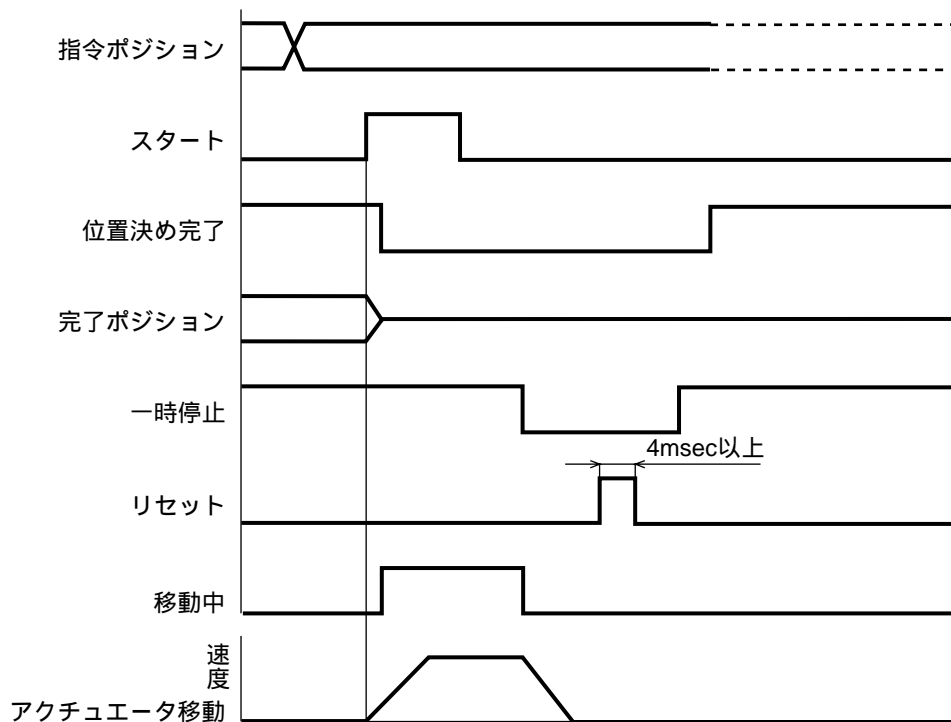 指令ポジション
スタート
位置決め完了
完了ポジション
一時停止
4msec以上
リセット
移動中
速度
アクチュエータ移動